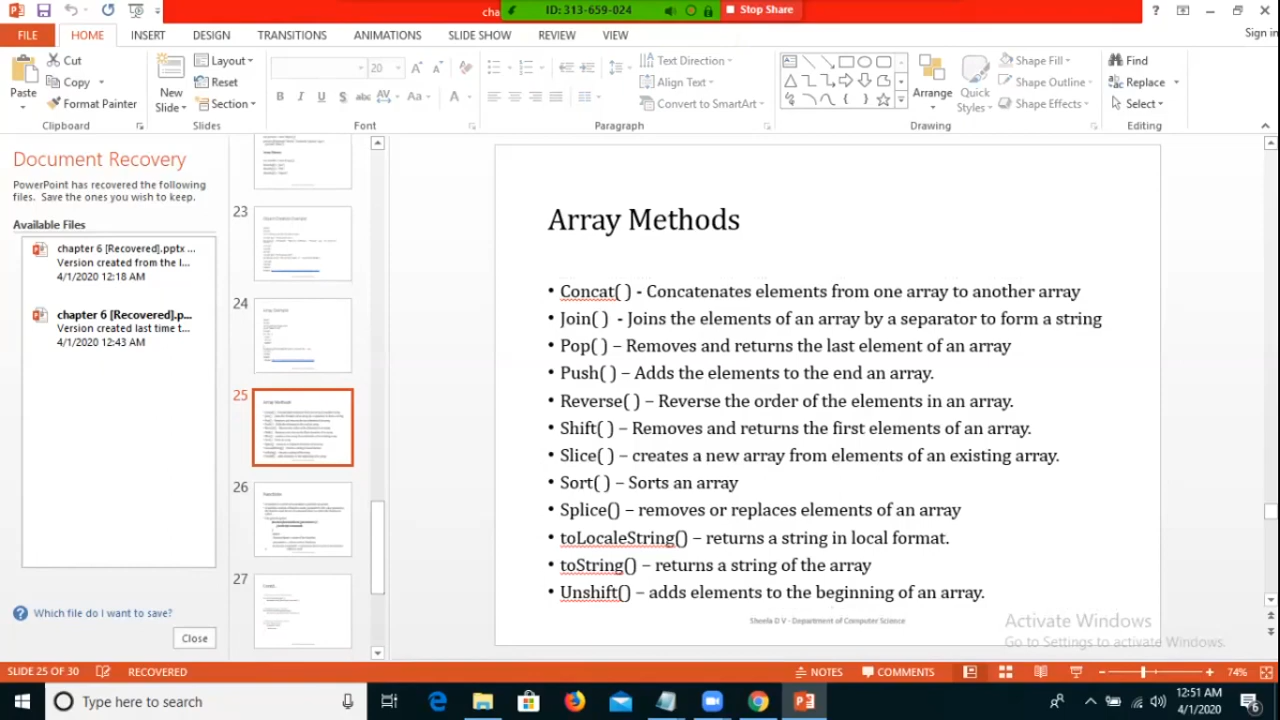 cha
ID: 313-659-024
Stop Share
Sign in
FILE HOME INSERT DESIGN TRANSITIONS ANIMATIONS SLIDE SHOW REVIEW VIEW
Paste
Cut
Copy
Format Painter
Clipboard
New
Slide
Layout
Reset
Section
Slides
20
Font
Text Direction
Align Text
Convert to SmartArt
Paragraph
Arrange
Quick
Styles
Shape Fill
Shape Outline
Shape Effects
Drawing
Find
Replace
Select
Editing
Document Recovery
PowerPoint has recovered the following
files. Save the ones you wish to keep.
Available Files
chapter 6 [Recovered].pptx ...
Version created from the l...
4/1/2020 12:18 AM
chapter 6 [Recovered].p...
Version created last time t...
4/1/2020 12:43 AM
Which file do I want to save?
Close
23
24
25
26
27
Array Methods
• Concat( ) - Concatenates elements from one array to another array
• Join( ) - Joins the elements of an array by a separator to form a string
• Pop( ) – Removes and returns the last element of an array
• Push( ) – Adds the elements to the end an array.
• Reverse( ) – Reverse the order of the elements in an array.
• Shift( ) – Removes and returns the first elements of an array.
• Slice( ) – creates a new array from elements of an existing array.
• Sort( ) – Sorts an array
• Splice() – removes or replaces elements of an array
• toLocaleString() – returns a string in local format.
• toString() – returns a string of the array
• Unshift() – adds elements to the beginning of an array.
Sheela D V - Department of Computer Science
Activate Windows
Go to Settings to activate Windows.
SLIDE 25 OF 30 RECOVERED NOTES COMMENTS 74%
Type here to search
12:51 AM
4/1/2020
6